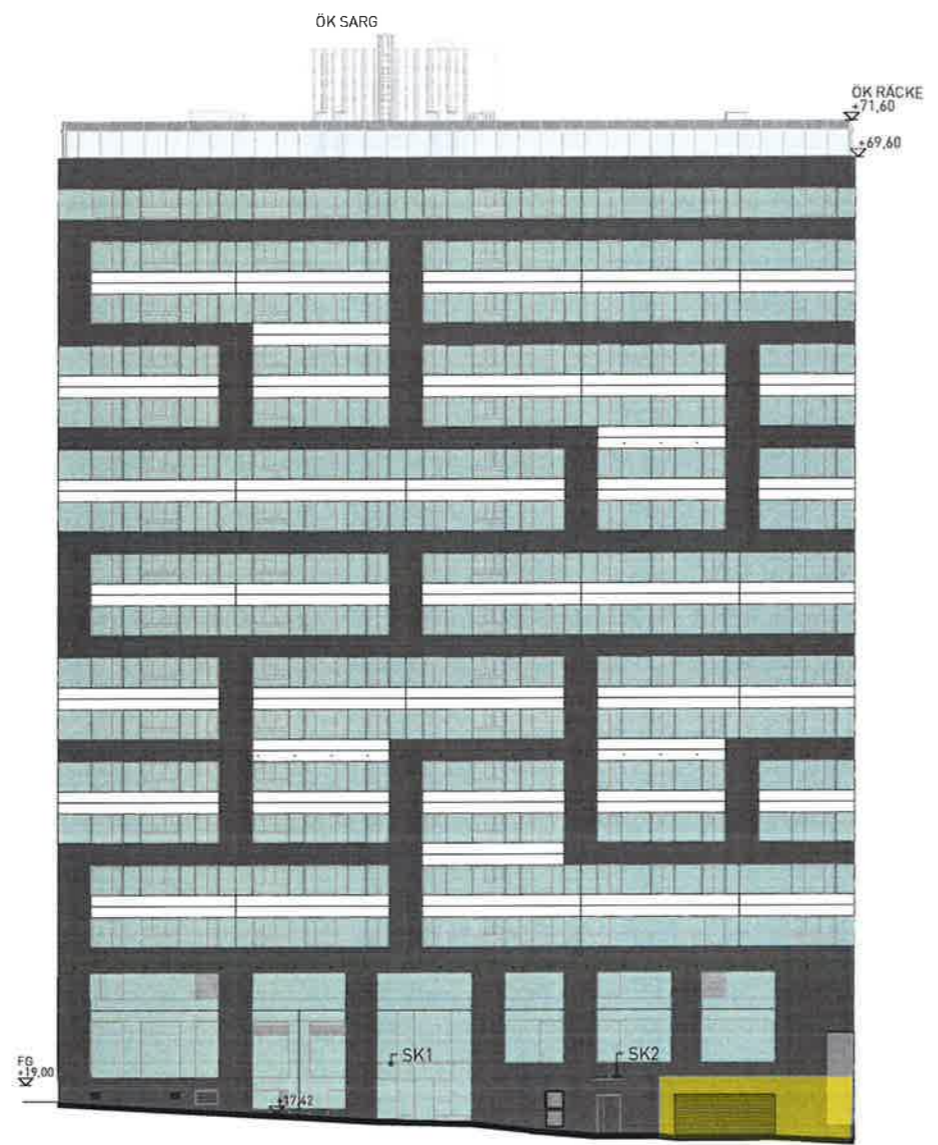 ÖK SARG
ÖK RÄCKE
+71,60
+69,60
SK1
SK2
FG
+19,00
+17,42